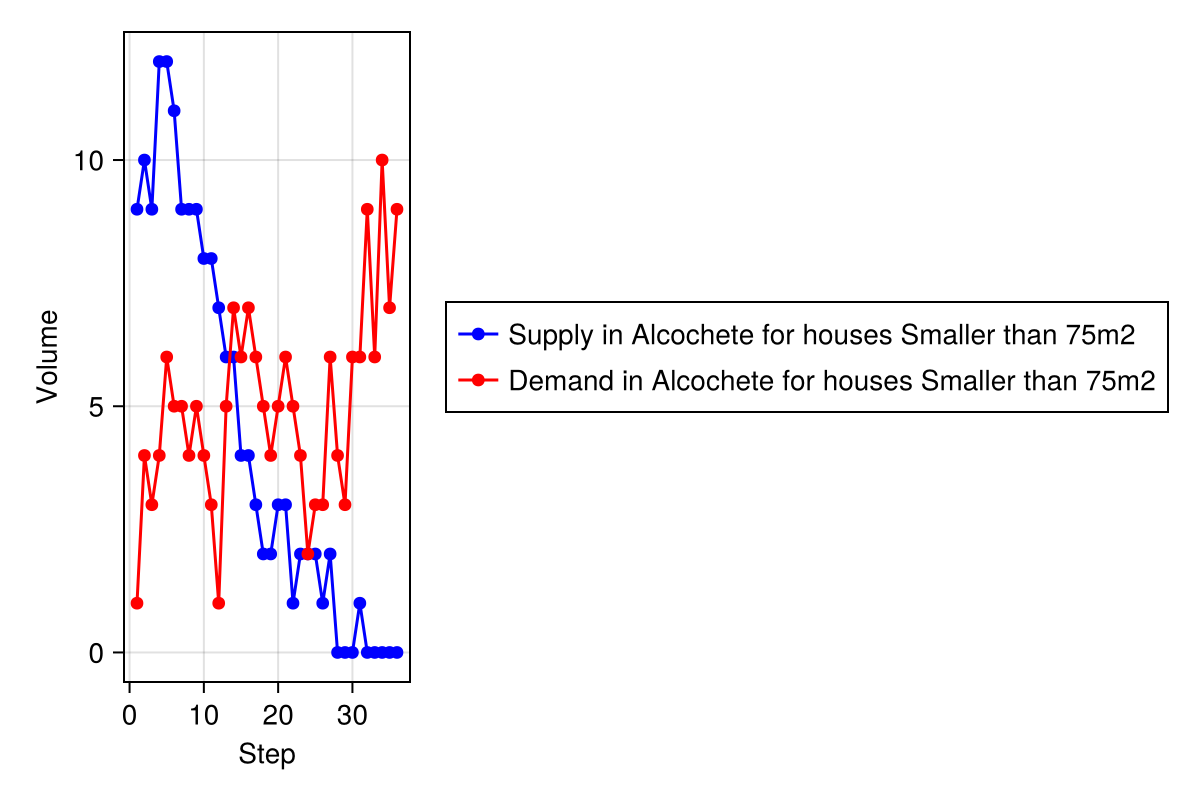 Volume
10
5
0
0 10 20 30
Step
Supply in Alcochete for houses Smaller than 75m2
Demand in Alcochete for houses Smaller than 75m2